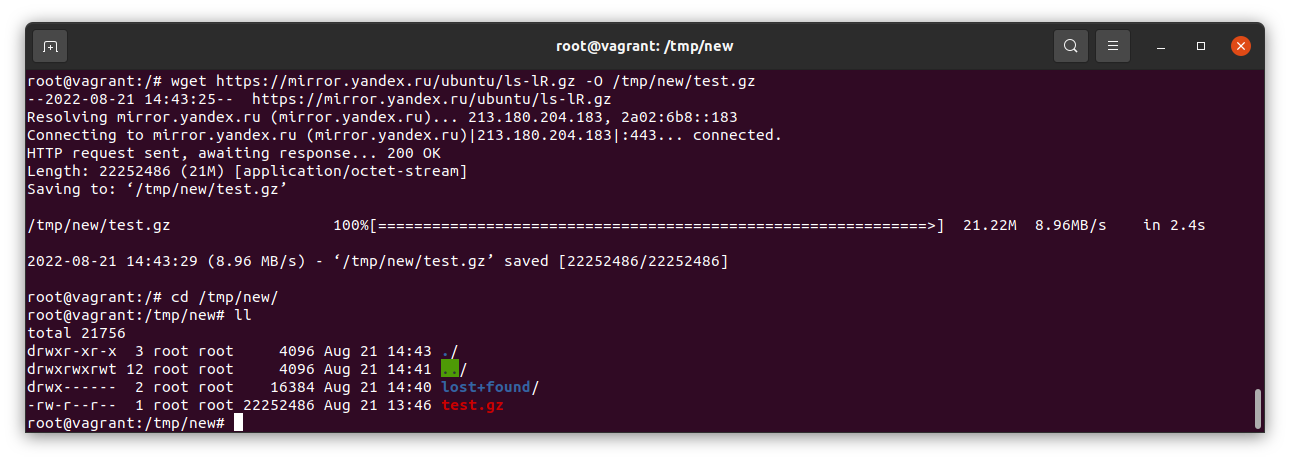 root@vagrant: /tmp/new
root@vagrant:/# wget https://mirror.yandex.ru/ubuntu/ls-lR.gz -O /tmp/new/test.gz
--2022-08-21 14:43:25--  https://mirror.yandex.ru/ubuntu/ls-lR.gz
Resolving mirror.yandex.ru (mirror.yandex.ru)... 213.180.204.183, 2a02:6b8::183
Connecting to mirror.yandex.ru (mirror.yandex.ru)|213.180.204.183|:443... connected.
HTTP request sent, awaiting response... 200 OK
Length: 22252486 (21M) [application/octet-stream]
Saving to: ‘/tmp/new/test.gz’
/tmp/new/test.gz                  100%[=============================================================>]  21.22M  8.96MB/s    in 2.4s
2022-08-21 14:43:29 (8.96 MB/s) - ‘/tmp/new/test.gz’ saved [22252486/22252486]
root@vagrant:/# cd /tmp/new/
root@vagrant:/tmp/new# ll
total 21756
drwxr-xr-x  3 root root     4096 Aug 21 14:43 ./
drwxrwxrwt 12 root root     4096 Aug 21 14:41 ../
drwx------  2 root root    16384 Aug 21 14:40 lost+found/
-rw-r--r--  1 root root 22252486 Aug 21 13:46 test.gz
root@vagrant:/tmp/new#